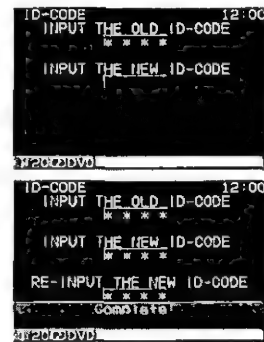 ID-CODE 12:00
INPUT THE OLD ID-CODE
* * * *
INPUT THE NEW ID-CODE
ID-CODE 12:00
INPUT THE OLD ID-CODE
* * * *
INPUT THE NEW ID-CODE
* * * *
RE-INPUT THE NEW ID-CODE
* * * *
Complete!